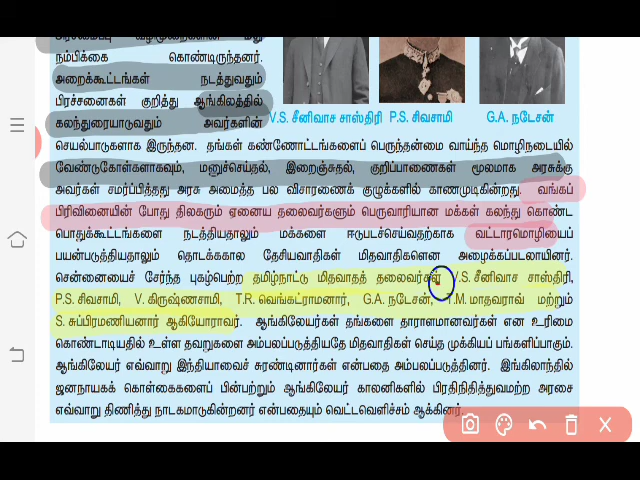 நம்பிக்கை கொண்டிருந்தனர்.
அறைக்கூட்டங்கள் நடத்துவதும்
பிரச்சனைகள் குறித்து ஆங்கிலத்தில்
கலந்துரையாடுவதும் அவர்களின்
V.S. சீனிவாச சாஸ்திரி P.S. சிவசாமி G.A. நடேசன்
செயல்பாடுகளாக இருந்தன. தங்கள் கண்ணோட்டங்களைப் பெருந்தன்மை வாய்ந்த மொழிநடையில்
வேண்டுகோள்களாகவும், மனுச்செய்தல், இறைஞ்சுதல், குறிப்பாணைகள் மூலமாக அரசுக்கு
அவர்கள் சமர்ப்பித்தது அரசு அமைத்த பல விசாரணைக் குழுக்களில் காணமுடிகின்றது. வங்கப்
பிரிவினையின் போது திலகரும் ஏனைய தலைவர்களும் பெருவாரியான மக்கள் கலந்து கொண்ட
பொதுக்கூட்டங்களை நடத்தியதாலும் மக்களை ஈடுபடச்செய்வதற்காக வட்டாரமொழியைப்
பயன்படுத்தியதாலும் தொடக்ககால தேசியவாதிகள் மிதவாதிகளென அழைக்கப்படலாயினர்.
சென்னையைச் சேர்ந்த புகழ்பெற்ற தமிழ்நாட்டு மிதவாதத் தலைவர்கள் V.S.சீனிவாச சாஸ்திரி,
P.S. சிவசாமி, V. கிருஷ்ணசாமி, T.R. வெங்கட்ராமனார், G.A. நடேசன், T.M. மாதவராவ் மற்றும்
S. சுப்பிரமணியனார் ஆகியோராவர். ஆங்கிலேயர்கள் தங்களை தாராளமானவர்கள் என உரிமை
கொண்டாடியதில் உள்ள தவறுகளை அம்பலப்படுத்தியதே மிதவாதிகள் செய்த முக்கியப் பங்களிப்பாகும்.
ஆங்கிலேயர் எவ்வாறு இந்தியாவைச் சுரண்டினார்கள் என்பதை அம்பலப்படுத்தினர். இங்கிலாந்தில்
ஜனநாயகக் கொள்கைகளைப் பின்பற்றும் ஆங்கிலேயர் காலனிகளில் பிரதிநிதித்துவமற்ற அரசை
எவ்வாறு திணித்து நாடகமாடுகின்றனர் என்பதையும் வெட்டவெளிச்சம் ஆக்கினர்.